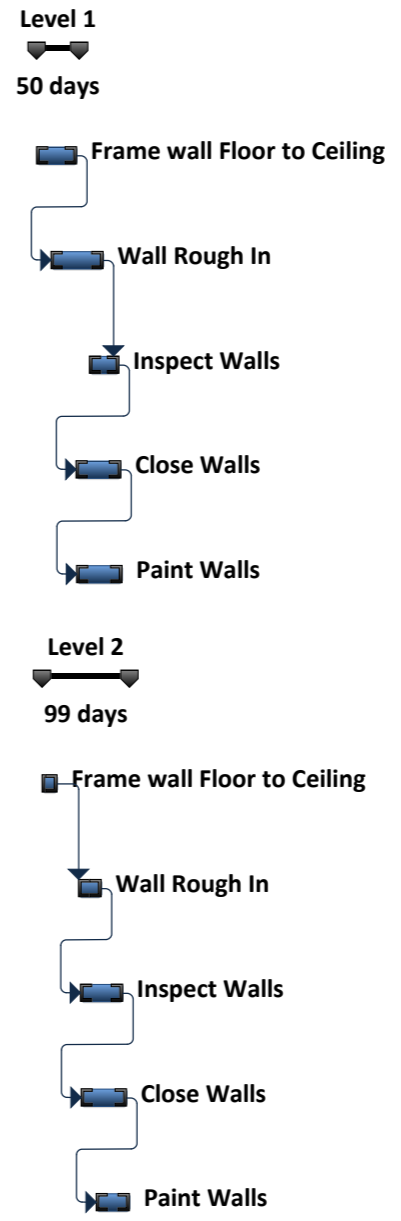 Level 1
50 days
Frame wall Floor to Ceiling
Wall Rough In
Inspect Walls
Close Walls
Paint Walls
Level 2
99 days
Frame wall Floor to Ceiling
Wall Rough In
Inspect Walls
Close Walls
Paint Walls